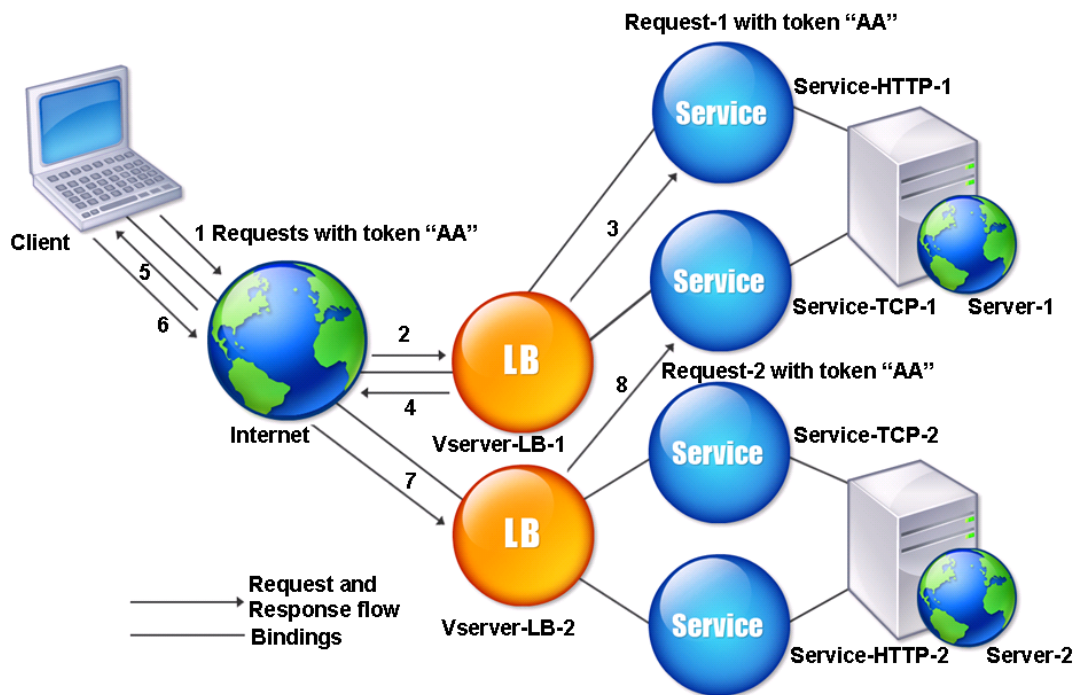 Request-1 with token “AA”
Service
Service-HTTP-1
Client
1 Requests with token “AA”
3
5
Service
6
2
LB
Service-TCP-1
Server-1
4
8
Request-2 with token “AA”
Internet
Vserver-LB-1
Service-TCP-2
Service
7
LB
Request and
Response flow
Bindings
Vserver-LB-2
Service
Service-HTTP-2
Server-2